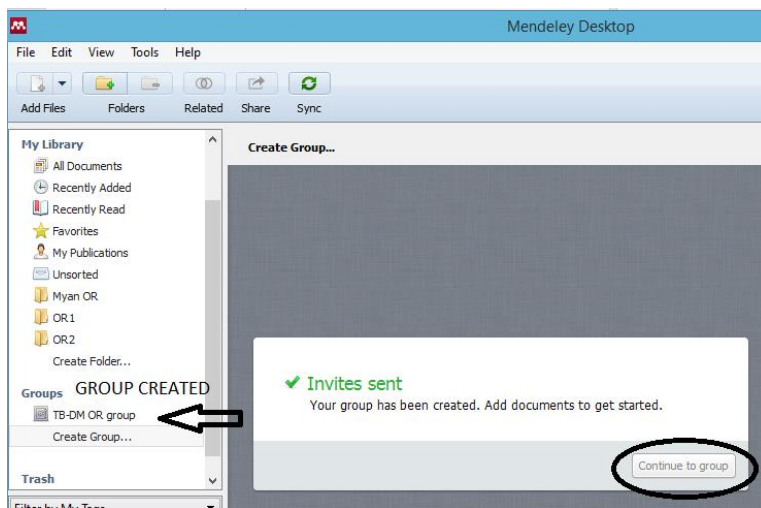 Mendeley Desktop
File Edit View Tools Help
Add Files Folders Related Share Sync
My Library
All Documents
Recently Added
Recently Read
Favorites
My Publications
Unsorted
Myan OR
OR1
OR2
Create Folder...
Groups GROUP CREATED
TB-DM OR group
Create Group...
Trash
Filter by My Tags
Create Group...
Invites sent
Your group has been created. Add documents to get started.
Continue to group